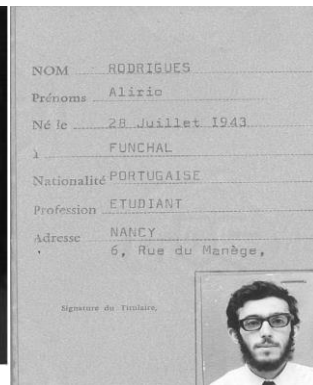 NOM RODRIGUES
Prénoms Alirio
Né le 28 Juillet I943
à FUNCHAL
Nationalité PORTUGAISE
Profession ETUDIANT
Adresse NANCY
6, Rue du Manège,
Signature du Titulaire,